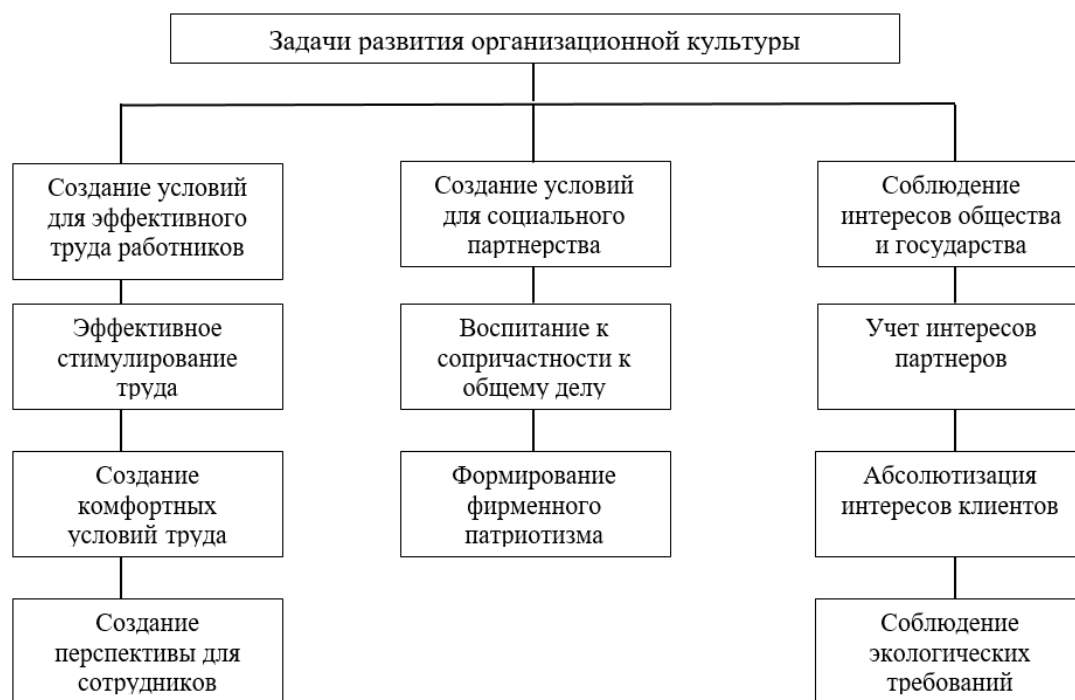 Задачи развития организационной культуры
Создание условий
для эффективного
труда работников
Эффективное
стимулирование
труда
Создание
комфортных
условий труда
Создание
перспективы для
сотрудников
Создание условий
для социального
партнерства
Воспитание к
сопричастности к
общему делу
Формирование
фирменного
патриотизма
Соблюдение
интересов общества
и государства
Учет интересов
партнеров
Абсолютизация
интересов клиентов
Соблюдение
экологических
требований